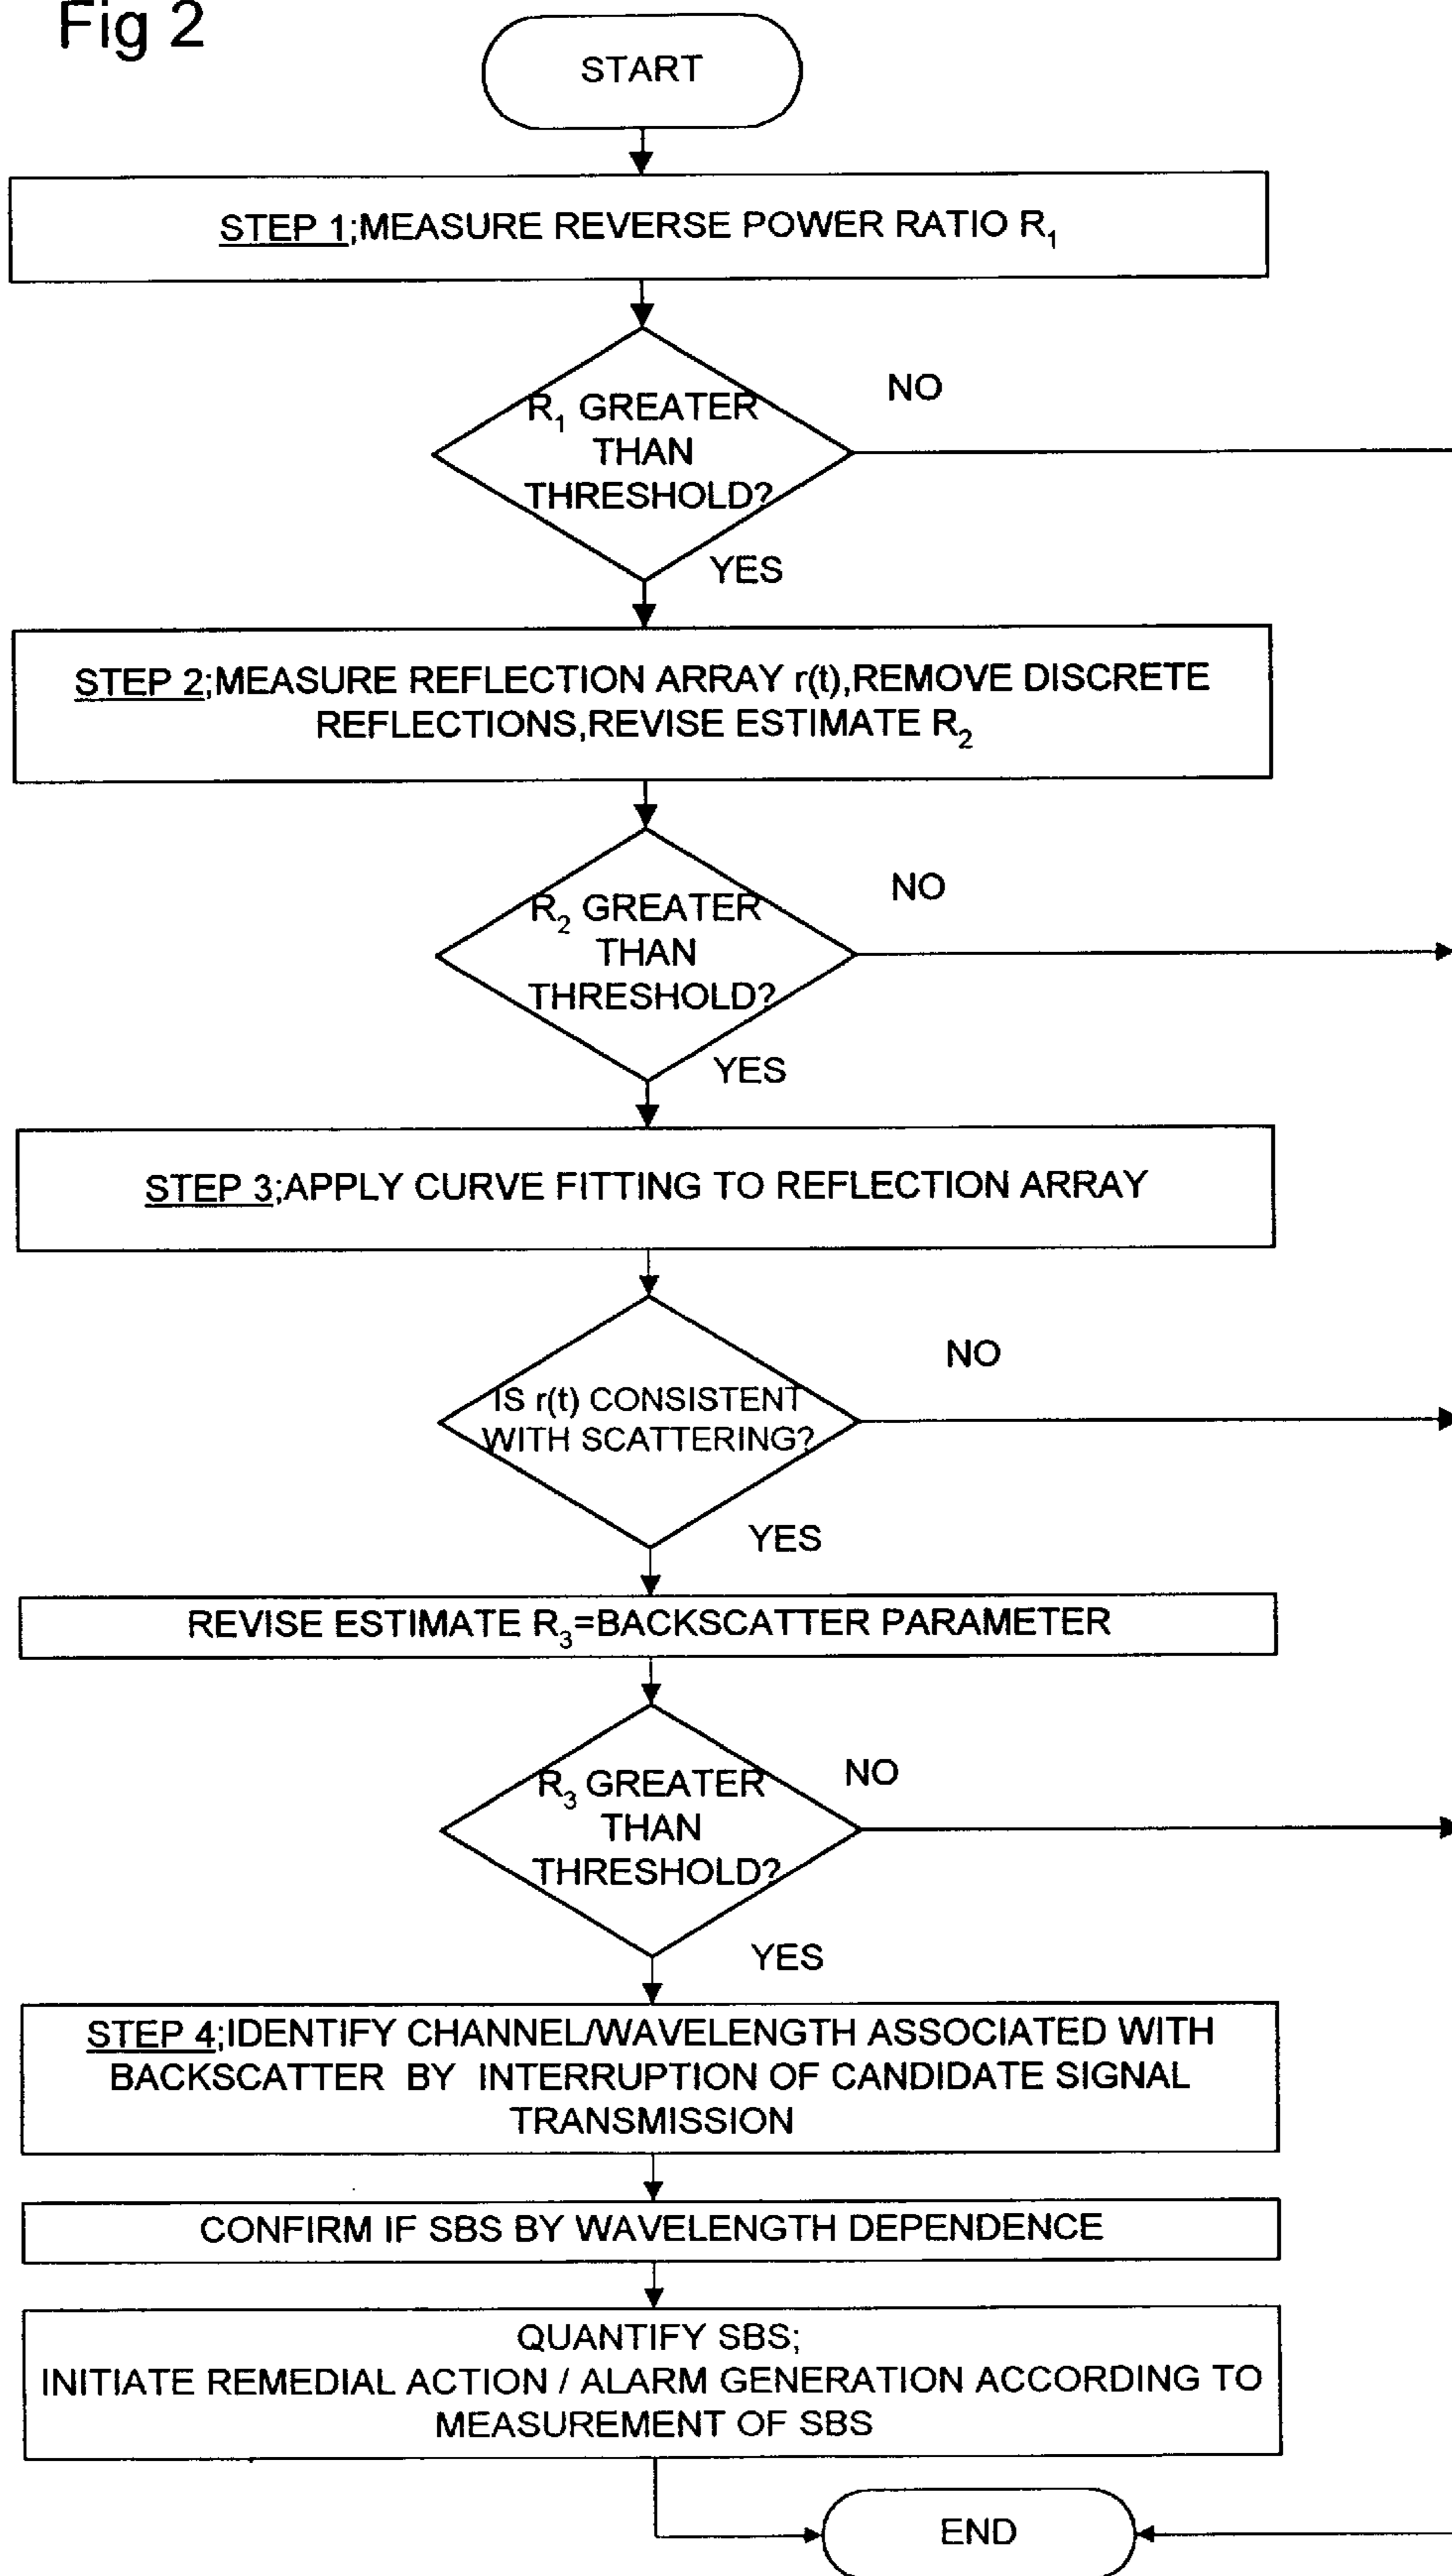 Fig 2
START
STEP 1;MEASURE REVERSE POWER RATIO R₁
R₁ GREATER
THAN
THRESHOLD?
NO
YES
STEP 2;MEASURE REFLECTION ARRAY r(t),REMOVE DISCRETE
REFLECTIONS,REVISE ESTIMATE R₂
R₂ GREATER
THAN
THRESHOLD?
NO
YES
STEP 3;APPLY CURVE FITTING TO REFLECTION ARRAY
IS r(t) CONSISTENT
WITH SCATTERING?
NO
YES
REVISE ESTIMATE R₃=BACKSCATTER PARAMETER
R₃ GREATER
THAN
THRESHOLD?
NO
YES
STEP 4;IDENTIFY CHANNEL/WAVELENGTH ASSOCIATED WITH
BACKSCATTER BY INTERRUPTION OF CANDIDATE SIGNAL
TRANSMISSION
CONFIRM IF SBS BY WAVELENGTH DEPENDENCE
QUANTIFY SBS;
INITIATE REMEDIAL ACTION / ALARM GENERATION ACCORDING TO
MEASUREMENT OF SBS
END